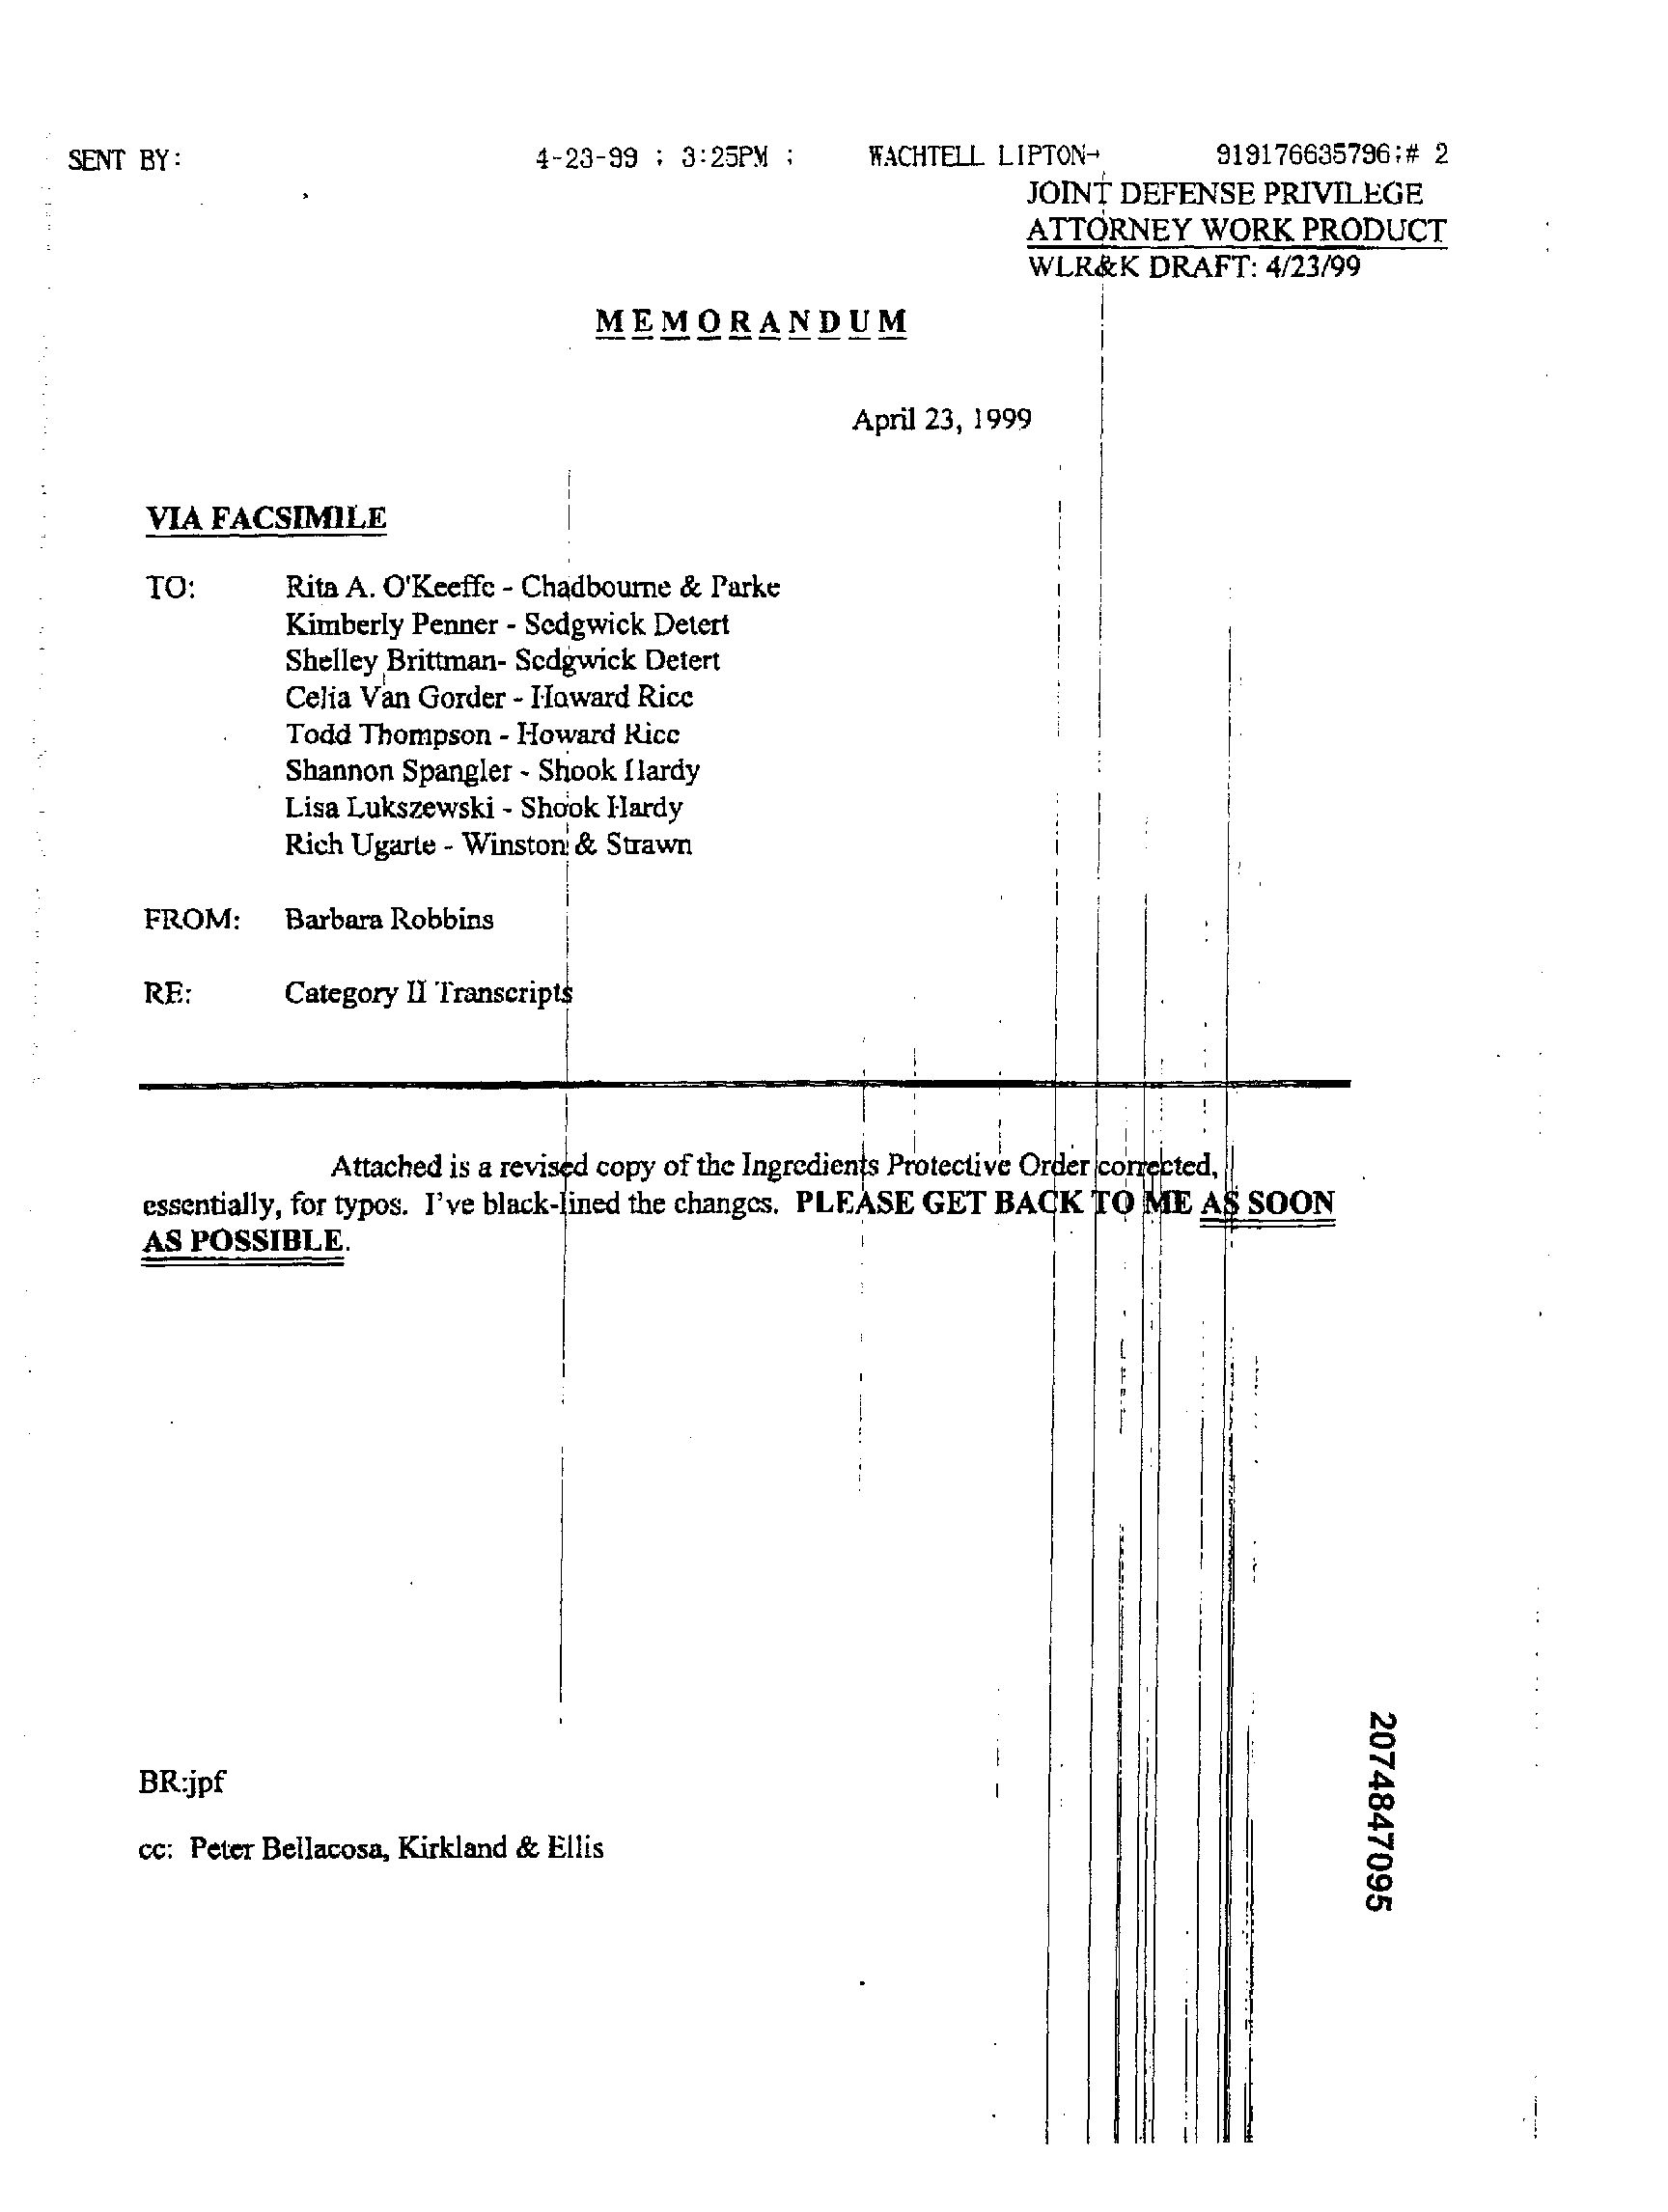 SENT BY: 4-23-99 ; 3:25PM ; WACHTELL LIPTON→ 919176635796;# 2
JOINT DEFENSE PRIVILEGE
ATTORNEY WORK PRODUCT
WLR&K DRAFT: 4/23/99
MEMORANDUM
April 23, 1999
VIA FACSIMILE
TO: Rita A. O'Keeffe - Chadbourne & Parke
Kimberly Penner - Sedgwick Detert
Shelley Brittman- Sedgwick Detert
Celia Van Gorder - Howard Rice
Todd Thompson - Howard Rice
Shannon Spangler - Shook Hardy
Lisa Lukszewski - Shook Hardy
Rich Ugarte - Winston & Strawn
FROM: Barbara Robbins
RE: Category II Transcripts
Attached is a revised copy of the Ingredients Protective Order corrected,
essentially, for typos. I've black-lined the changes. PLEASE GET BACK TO ME AS SOON
AS POSSIBLE.
BR:jpf
cc: Peter Bellacosa, Kirkland & Ellis
2074847095